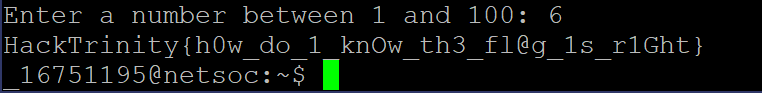 Enter a number between 1 and 100: 6
HackTrinity{h0w_do_1_knOw_th3_fl@g_1s_r1Ght}
_16751195@netsoc:~$